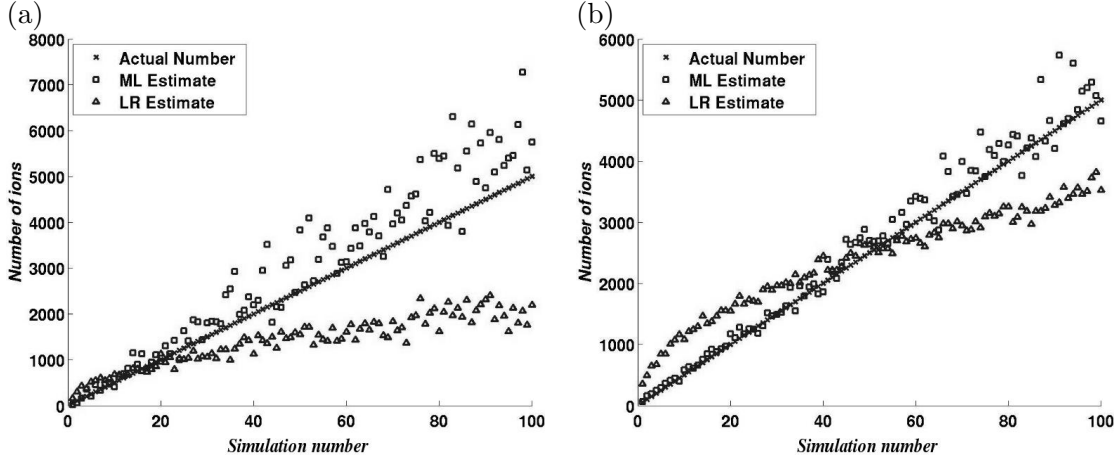 (a)
8000
7000
6000
5000
4000
3000
2000
1000
0
Number of ions
Actual Number
ML Estimate
LR Estimate
0 20 40 60 80 100
Simulation number
(b)
6000
5000
4000
3000
2000
1000
0
Number of ions
Actual Number
ML Estimate
LR Estimate
0 20 40 60 80 100
Simulation number